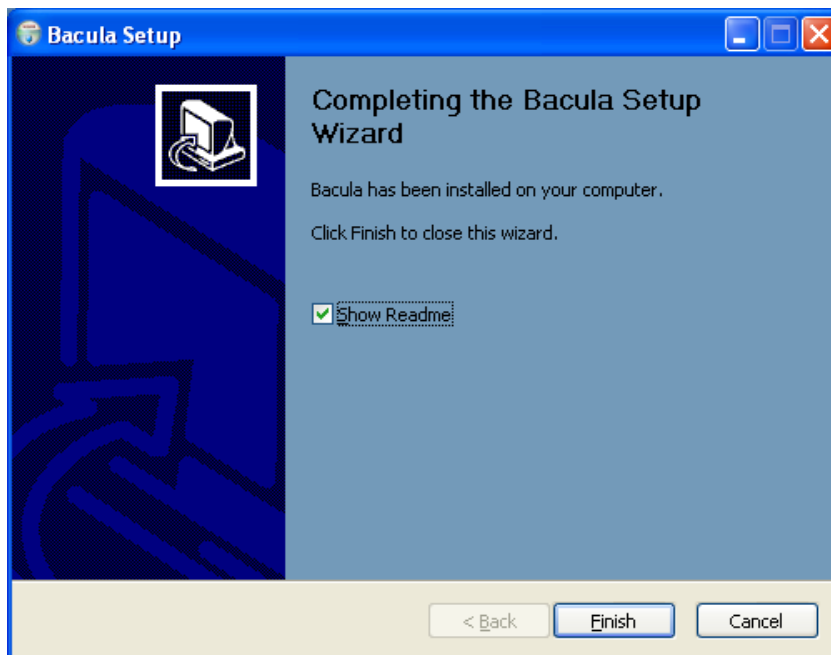 Bacula Setup
Completing the Bacula Setup
Wizard
Bacula has been installed on your computer.
Click Finish to close this wizard.
Show Readme
< Back
Finish
Cancel